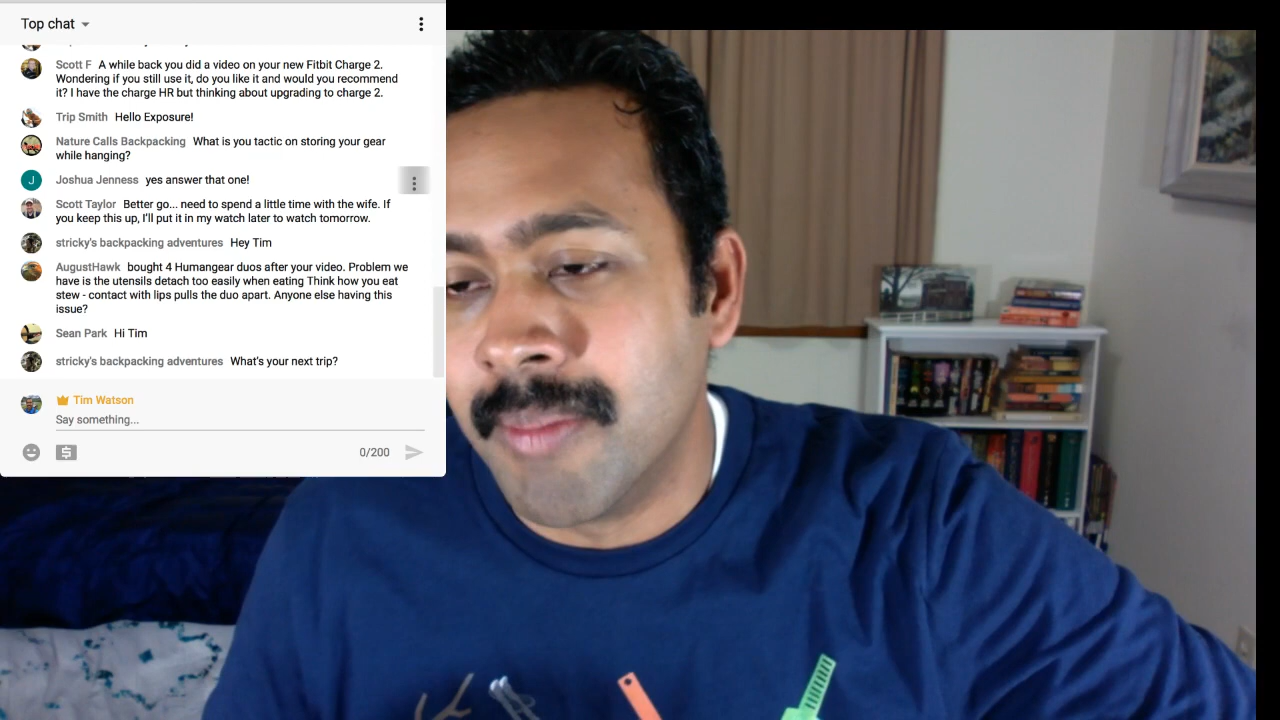 Top chat
Scott F A while back you did a video on your new Fitbit Charge 2.
Wondering if you still use it, do you like it and would you recommend
it? I have the charge HR but thinking about upgrading to charge 2.
Trip Smith Hello Exposure!
Nature Calls Backpacking What is you tactic on storing your gear
while hanging?
J
Joshua Jenness yes answer that one!
Scott Taylor Better go... need to spend a little time with the wife. If
you keep this up, I'll put it in my watch later to watch tomorrow.
stricky's backpacking adventures Hey Tim
AugustHawk bought 4 Humangear duos after your video. Problem we
have is the utensils detach too easily when eating Think how you eat
stew - contact with lips pulls the duo apart. Anyone else having this
issue?
Sean Park Hi Tim
stricky's backpacking adventures What's your next trip?
Tim Watson
Say something...
$
0/200